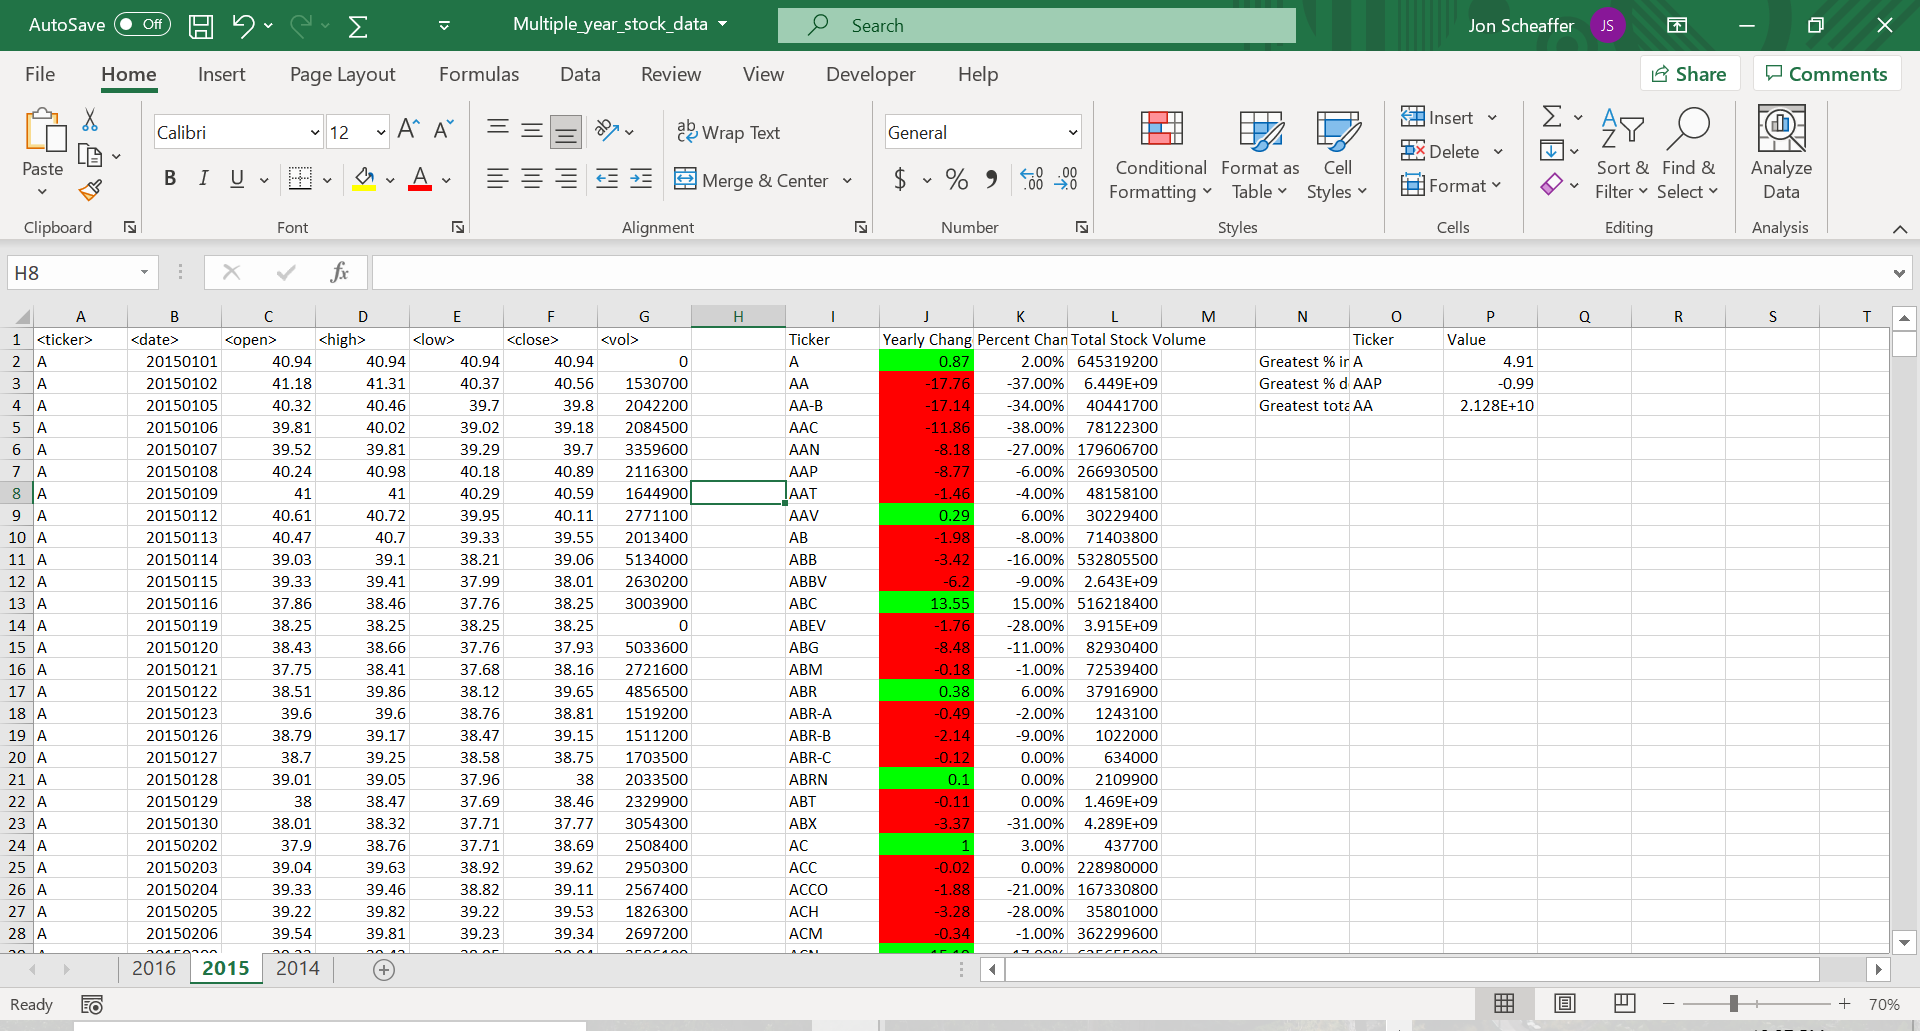 AutoSave Off Multiple_year_stock_data Search Jon Scheaffer JS
File Home Insert Page Layout Formulas Data Review View Developer Help Share Comments
Paste
Clipboard
Calibri 12
B I U
Font
Wrap Text
Merge & Center
Alignment
General
$ %
Number
Conditional Formatting
Format as Table
Cell Styles
Styles
Insert
Delete
Format
Cells
Sort & Filter
Find & Select
Editing
Analyze Data
Analysis
H8 fx
A B C D E F G H I J K L M N O P Q R S T
1 <ticker> <date> <open> <high> <low> <close> <vol> Ticker Yearly Chang Percent Chan Total Stock Volume Ticker Value
2 A 20150101 40.94 40.94 40.94 40.94 0 A 0.87 2.00% 645319200 Greatest % in A 4.91
3 A 20150102 41.18 41.31 40.37 40.56 1530700 AA -17.76 -37.00% 6.449E+09 Greatest % d AAP -0.99
4 A 20150105 40.32 40.46 39.7 39.8 2042200 AA-B -17.14 -34.00% 40441700 Greatest tota AA 2.128E+10
5 A 20150106 39.81 40.02 39.02 39.18 2084500 AAC -11.86 -38.00% 78122300
6 A 20150107 39.52 39.81 39.29 39.7 3359600 AAN -8.18 -27.00% 179606700
7 A 20150108 40.24 40.98 40.18 40.89 2116300 AAP -8.77 -6.00% 266930500
8 A 20150109 41 41 40.29 40.59 1644900 AAT -1.46 -4.00% 48158100
9 A 20150112 40.61 40.72 39.95 40.11 2771100 AAV 0.29 6.00% 30229400
10 A 20150113 40.47 40.7 39.33 39.55 2013400 AB -1.98 -8.00% 71403800
11 A 20150114 39.03 39.1 38.21 39.06 5134000 ABB -3.42 -16.00% 532805500
12 A 20150115 39.33 39.41 37.99 38.01 2630200 ABBV -6.2 -9.00% 2.643E+09
13 A 20150116 37.86 38.46 37.76 38.25 3003900 ABC 13.55 15.00% 516218400
14 A 20150119 38.25 38.25 38.25 38.25 0 ABEV -1.76 -28.00% 3.915E+09
15 A 20150120 38.43 38.66 37.76 37.93 5033600 ABG -8.48 -11.00% 82930400
16 A 20150121 37.75 38.41 37.68 38.16 2721600 ABM -0.18 -1.00% 72539400
17 A 20150122 38.51 39.86 38.12 39.65 4856500 ABR 0.38 6.00% 37916900
18 A 20150123 39.6 39.6 38.76 38.81 1519200 ABR-A -0.49 -2.00% 1243100
19 A 20150126 38.79 39.17 38.47 39.15 1511200 ABR-B -2.14 -9.00% 1022000
20 A 20150127 38.7 39.25 38.58 38.75 1703500 ABR-C -0.12 0.00% 634000
21 A 20150128 39.01 39.05 37.96 38 2033500 ABRN 0.1 0.00% 2109900
22 A 20150129 38 38.47 37.69 38.46 2329900 ABT -0.11 0.00% 1.469E+09
23 A 20150130 38.01 38.32 37.71 37.77 3054300 ABX -3.37 -31.00% 4.289E+09
24 A 20150202 37.9 38.76 37.71 38.69 2508400 AC 1 3.00% 437700
25 A 20150203 39.04 39.63 38.92 39.62 2950300 ACC -0.02 0.00% 228980000
26 A 20150204 39.33 39.46 38.82 39.11 2567400 ACCO -1.88 -21.00% 167330800
27 A 20150205 39.22 39.82 39.22 39.53 1826300 ACH -3.28 -28.00% 35801000
28 A 20150206 39.54 39.81 39.23 39.34 2697200 ACM -0.34 -1.00% 362299600
2016 2015 2014
Ready 70%